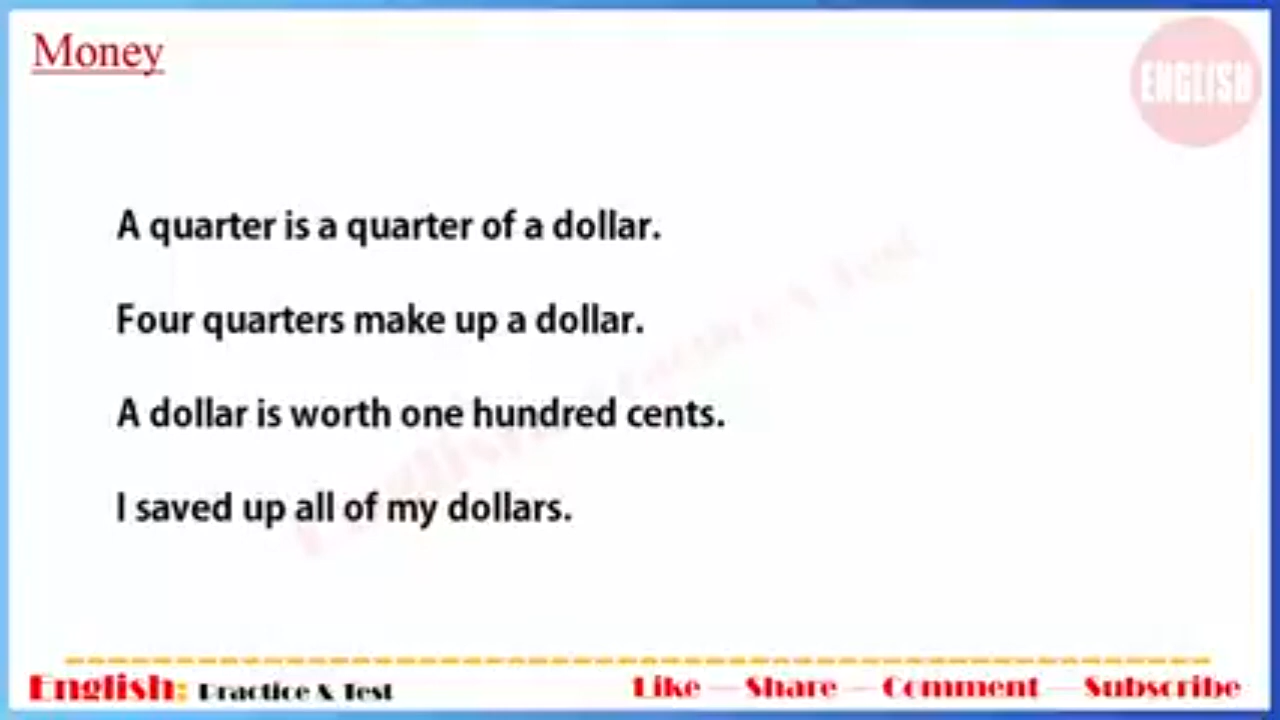 Money
ENGLISH
A quarter is a quarter of a dollar.
Four quarters make up a dollar.
A dollar is worth one hundred cents.
I saved up all of my dollars.
English: Practice & Test
Like — Share — Comment — Subscribe